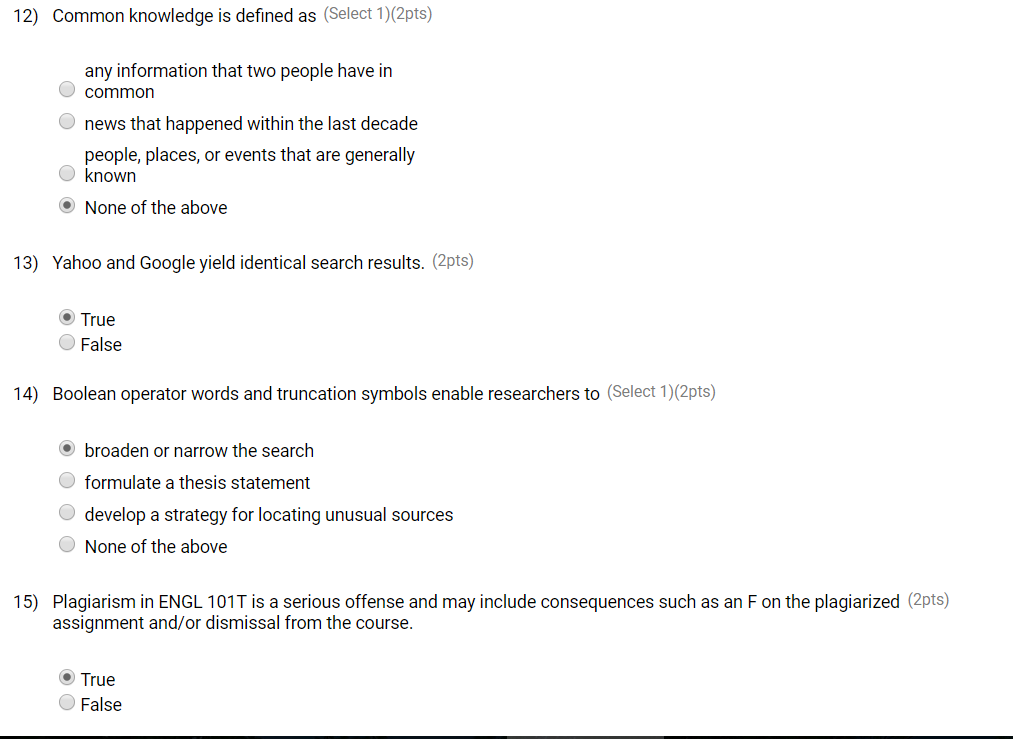 12) Common knowledge is defined as (Select 1)(2pts)
any information that two people have in
common
news that happened within the last decade
people, places, or events that are generally
known
None of the above
13) Yahoo and Google yield identical search results. (2pts)
True
False
14) Boolean operator words and truncation symbols enable researchers to (Select 1)(2pts)
broaden or narrow the search
formulate a thesis statement
develop a strategy for locating unusual sources
None of the above
15) Plagiarism in ENGL 101T is a serious offense and may include consequences such as an F on the plagiarized (2pts)
assignment and/or dismissal from the course.
True
False